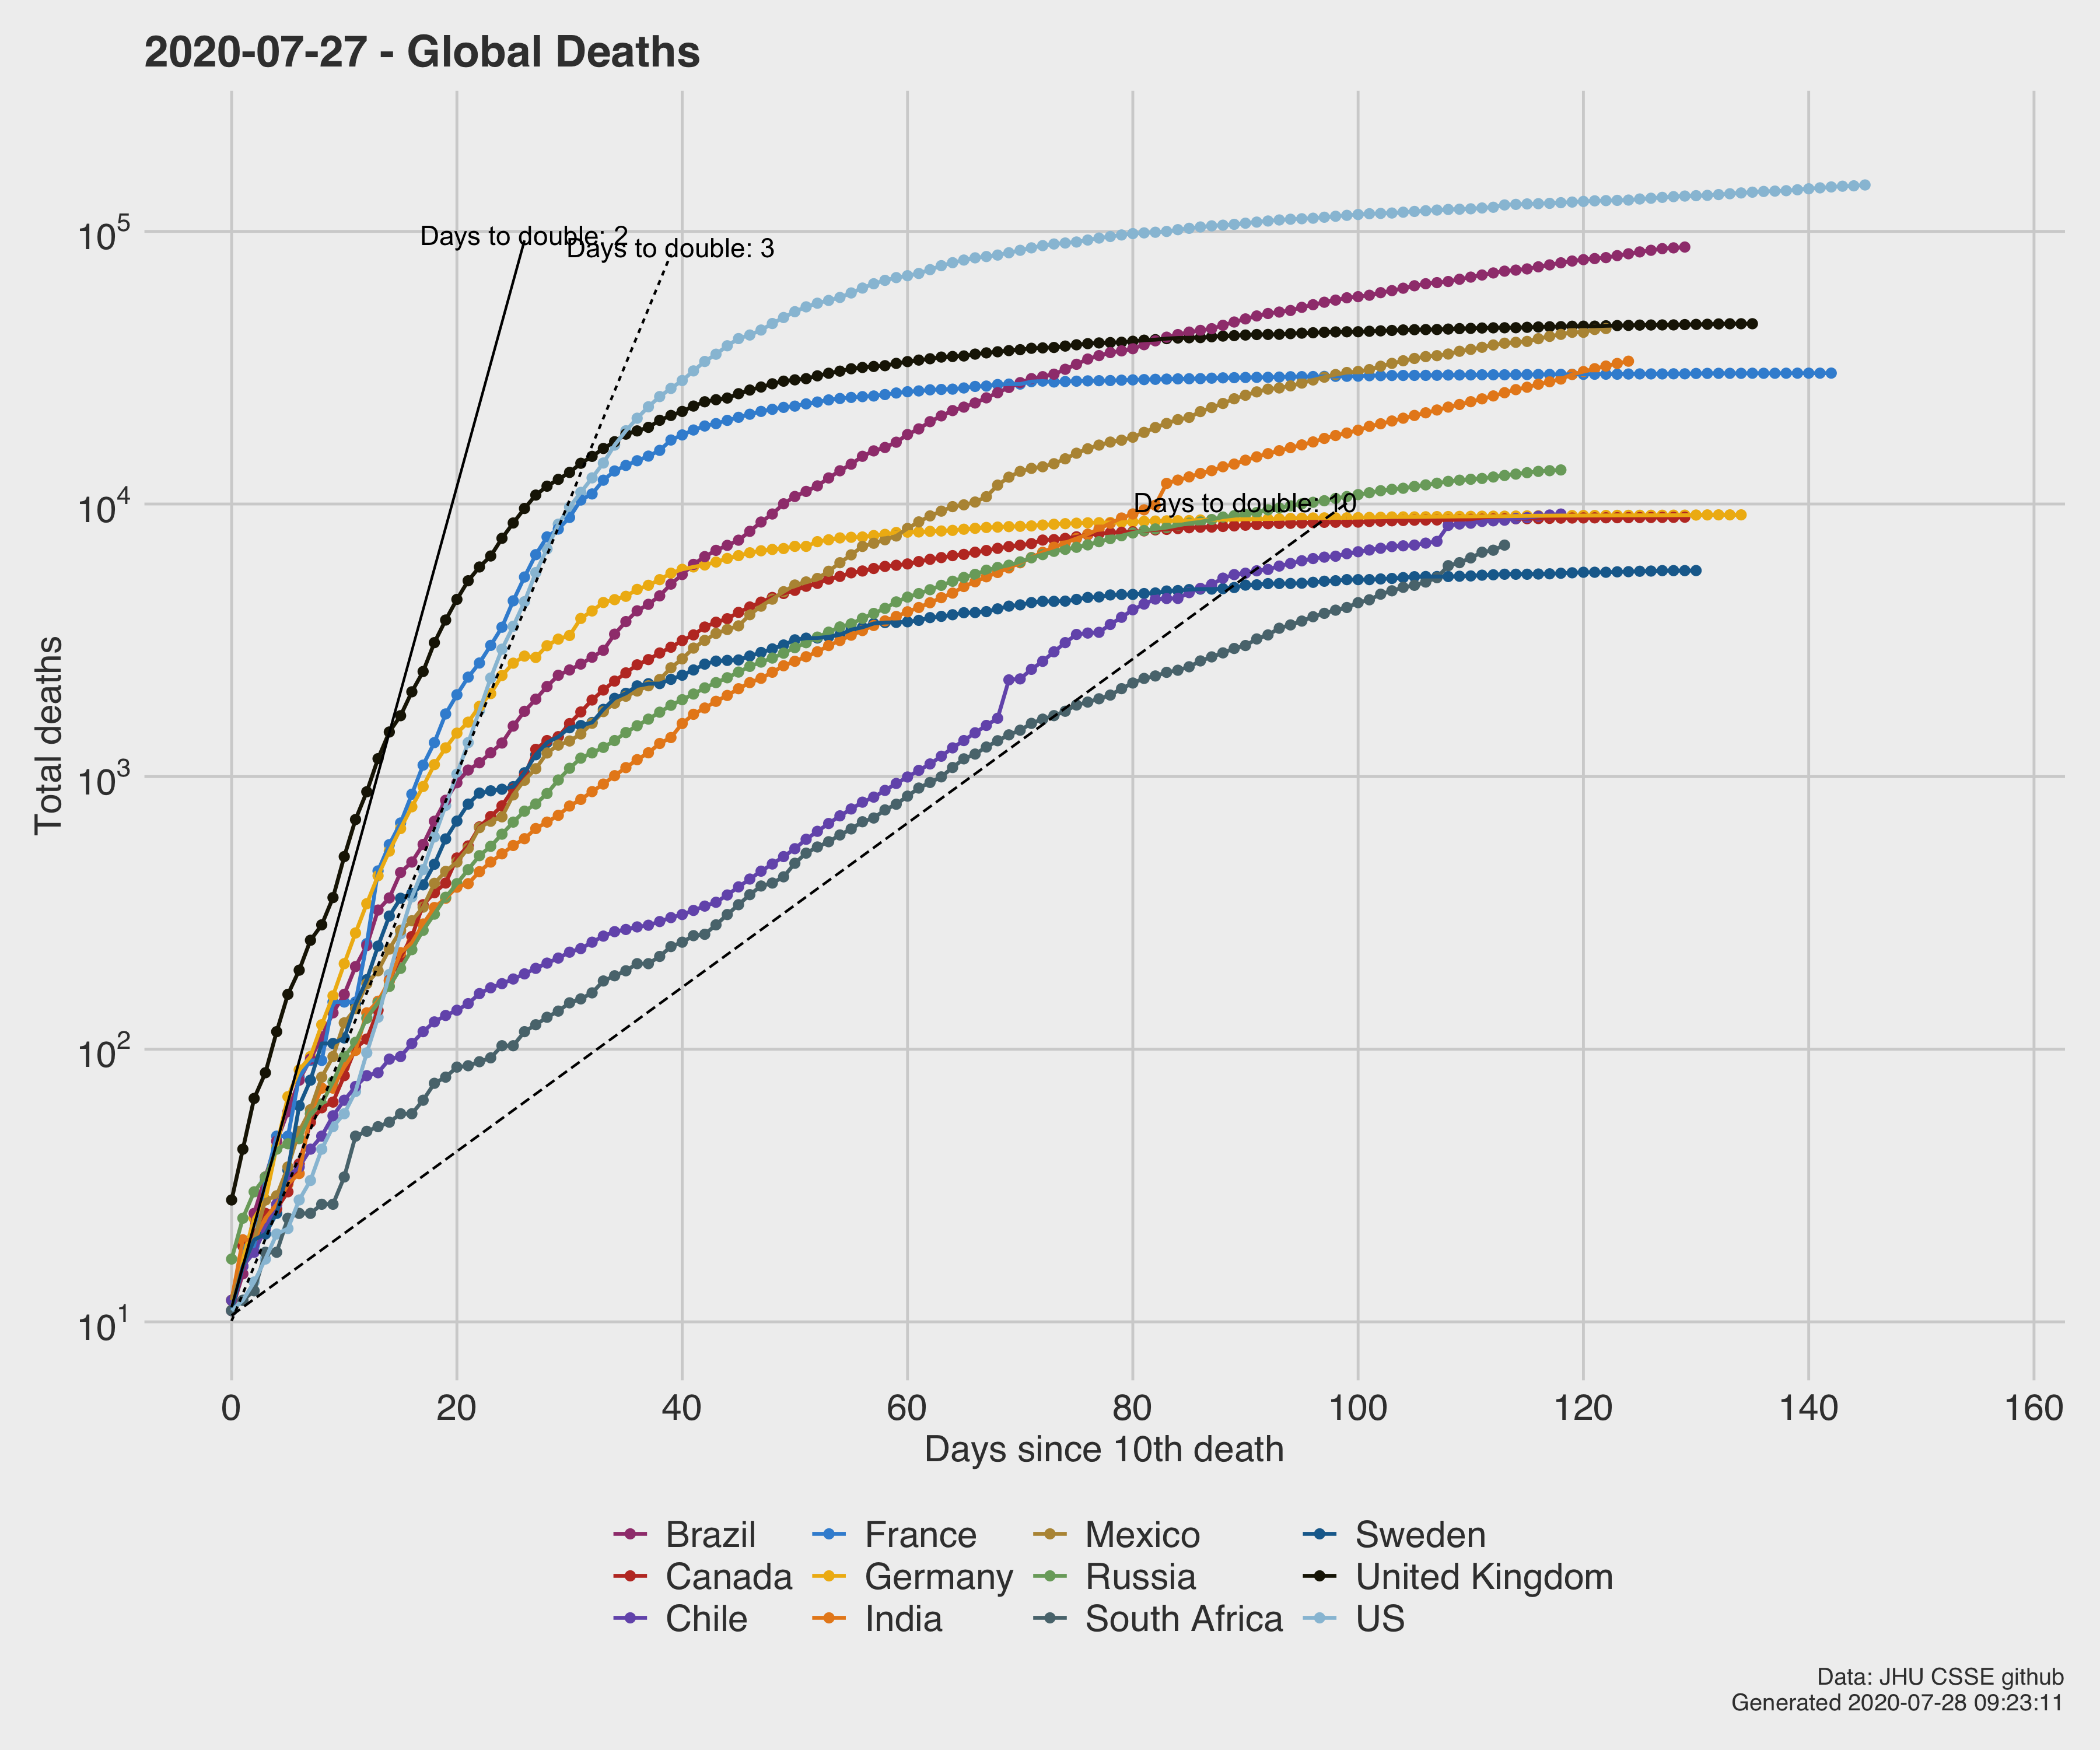 2020-07-27 - Global Deaths
Total deaths
10^5
10^4
10^3
10^2
10^1
Days to double: 2
Days to double: 3
Days to double: 10
0 20 40 60 80 100 120 140 160
Days since 10th death
Brazil France Mexico Sweden
Canada Germany Russia United Kingdom
Chile India South Africa US
Data: JHU CSSE github
Generated 2020-07-28 09:23:11